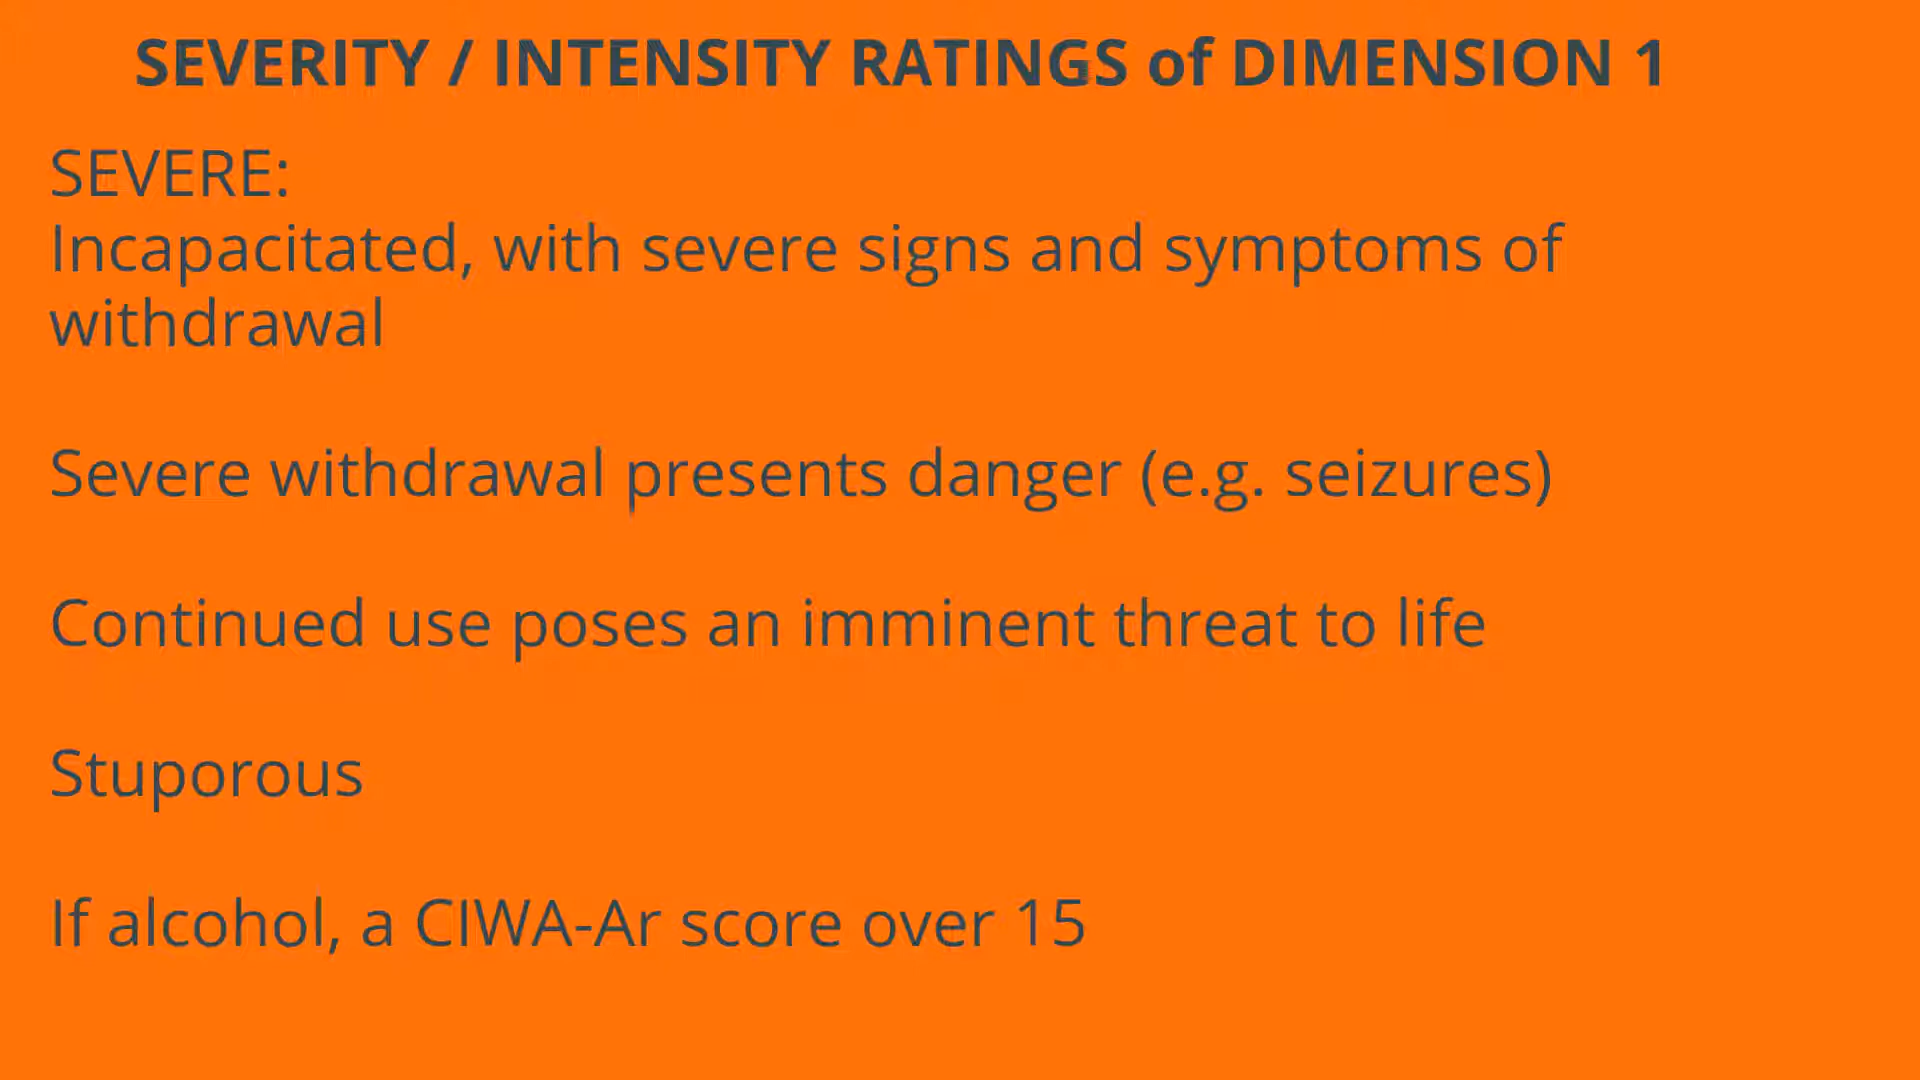 SEVERITY / INTENSITY RATINGS of DIMENSION 1
SEVERE:
Incapacitated, with severe signs and symptoms of
withdrawal
Severe withdrawal presents danger (e.g. seizures)
Continued use poses an imminent threat to life
Stuporous
If alcohol, a CIWA-Ar score over 15